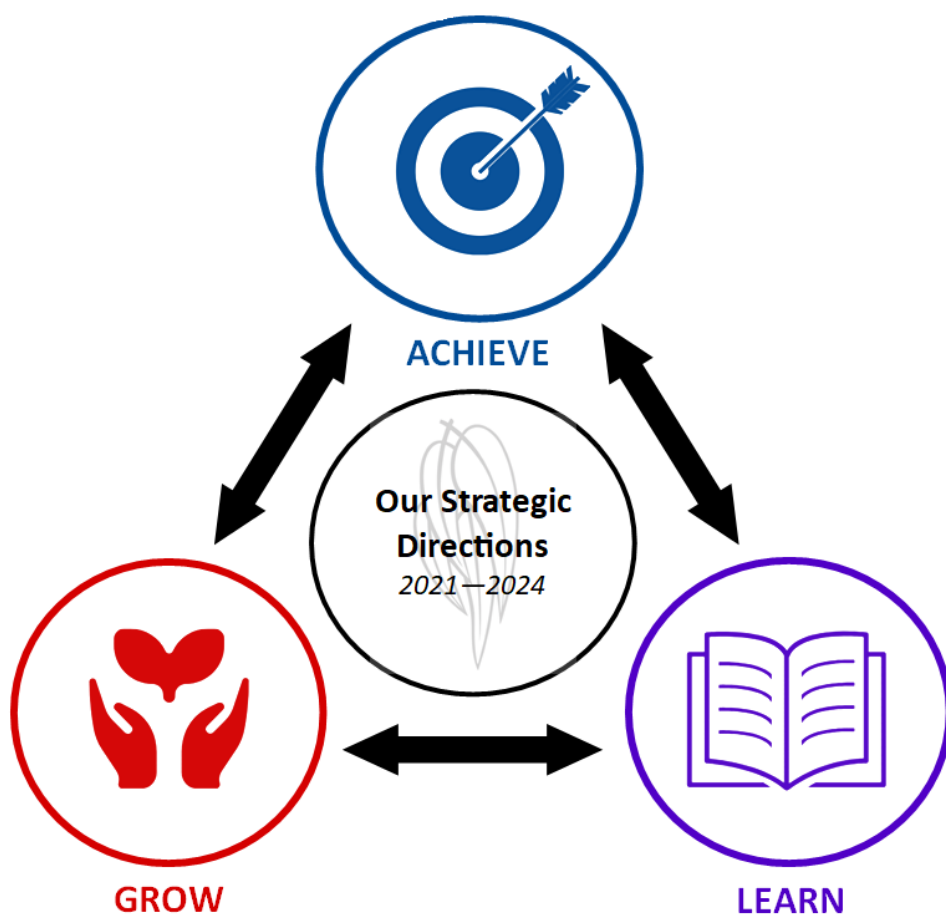 ACHIEVE
Our Strategic
Directions
2021—2024
GROW
LEARN